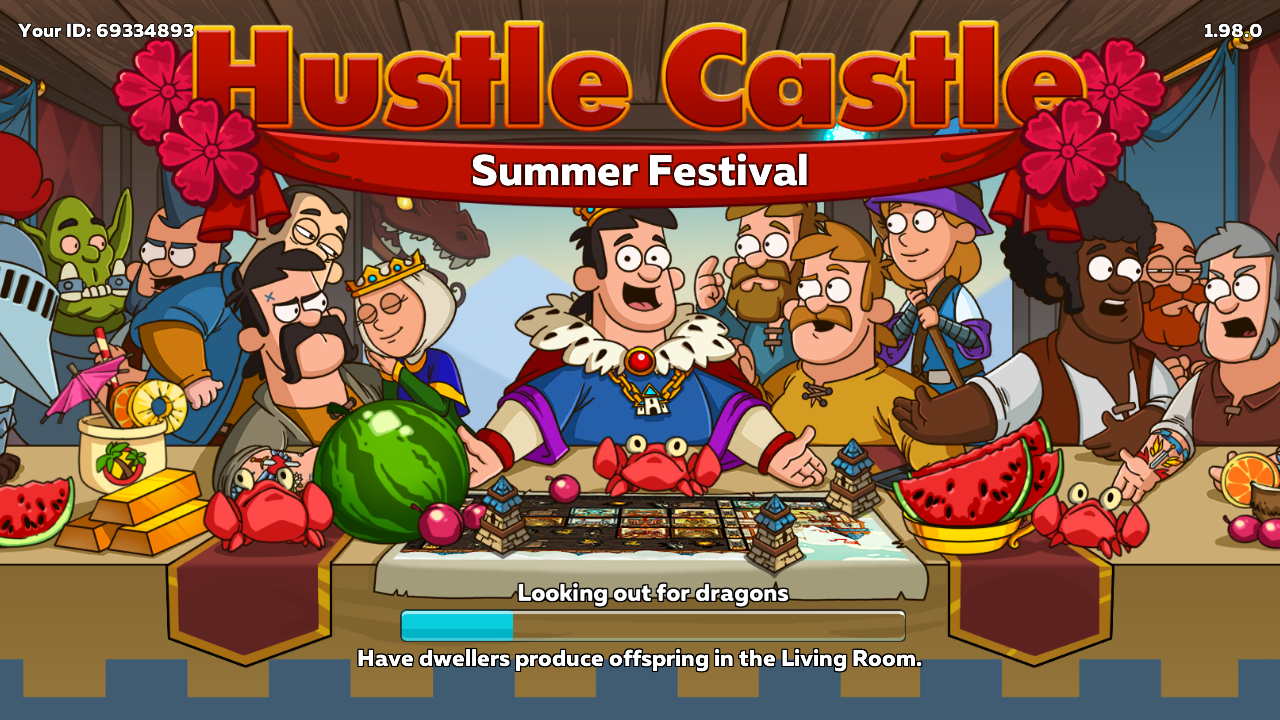 Your ID: 69334893
1.98.0
Hustle Castle
Summer Festival
Looking out for dragons
Have dwellers produce offspring in the Living Room.